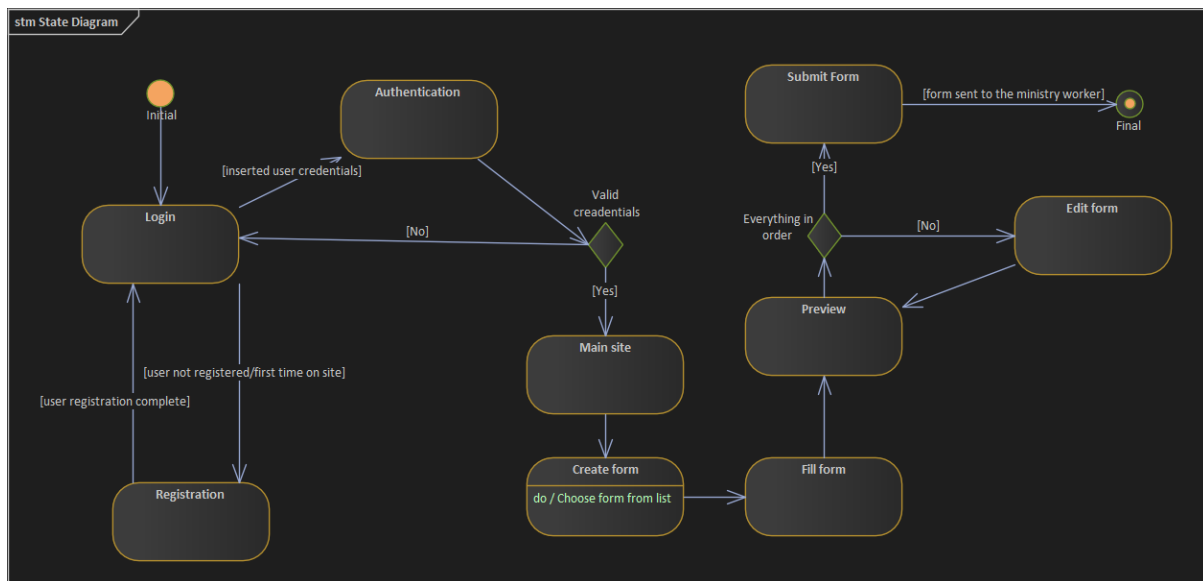 stm State Diagram
Initial
Authentication
Submit Form
[form sent to the ministry worker]
Final
[inserted user credentials]
[Yes]
Login
Valid
creadentials
Everything in
order
Edit form
[No]
[No]
[Yes]
Preview
Main site
[user not registered/first time on site]
[user registration complete]
Create form
do / Choose form from list
Fill form
Registration